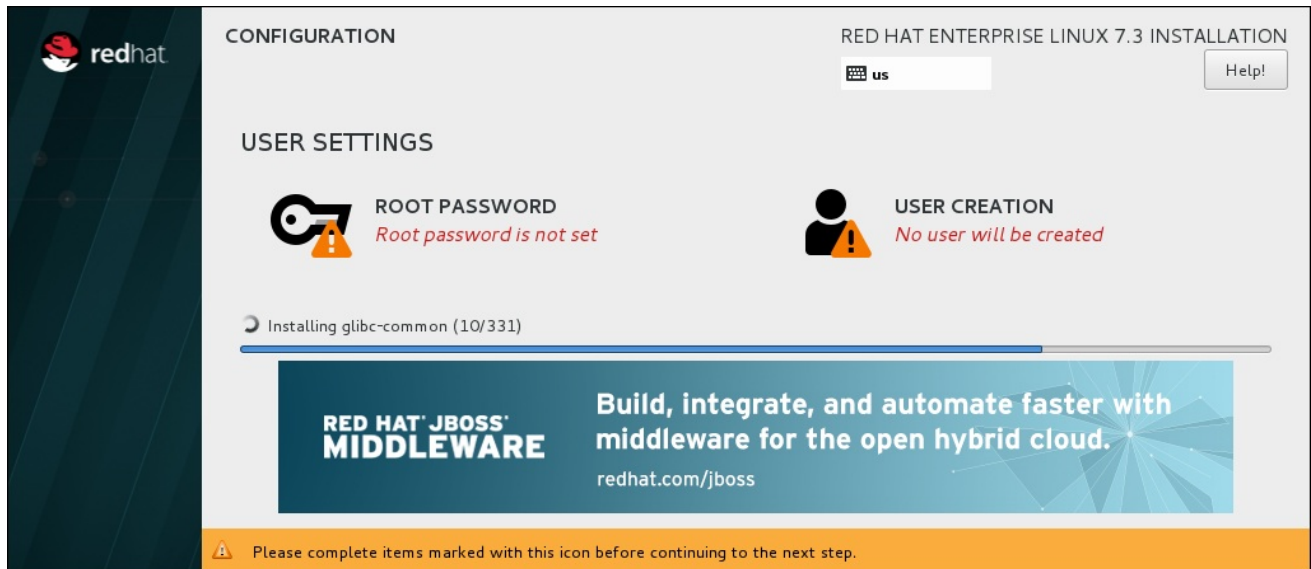 redhat.
CONFIGURATION
RED HAT ENTERPRISE LINUX 7.3 INSTALLATION
us
Help!
USER SETTINGS
ROOT PASSWORD
Root password is not set
USER CREATION
No user will be created
Installing glibc-common (10/331)
RED HAT® JBOSS®
MIDDLEWARE
Build, integrate, and automate faster with
middleware for the open hybrid cloud.
redhat.com/jboss
Please complete items marked with this icon before continuing to the next step.